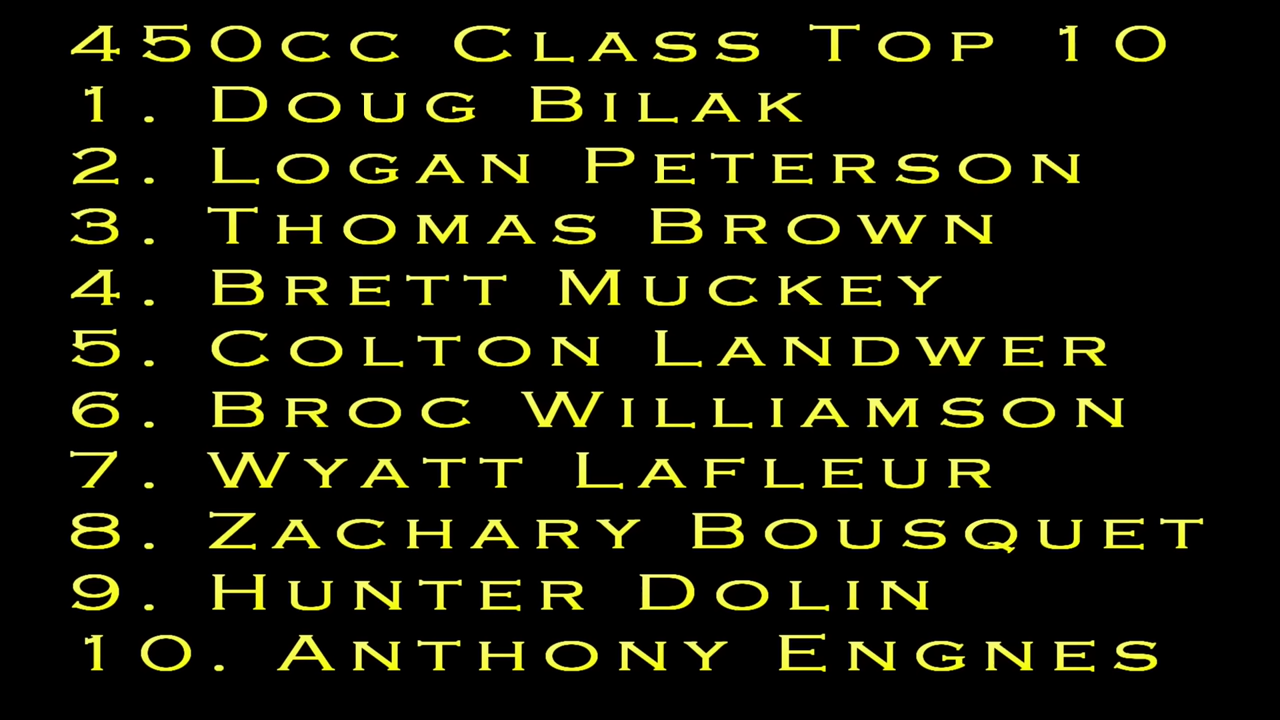 450cc Class Top 10
1. Doug Bilak
2. Logan Peterson
3. Thomas Brown
4. Brett Muckey
5. Colton Landwer
6. Broc Williamson
7. Wyatt Lafleur
8. Zachary Bousquet
9. Hunter Dolin
10. Anthony Engnes